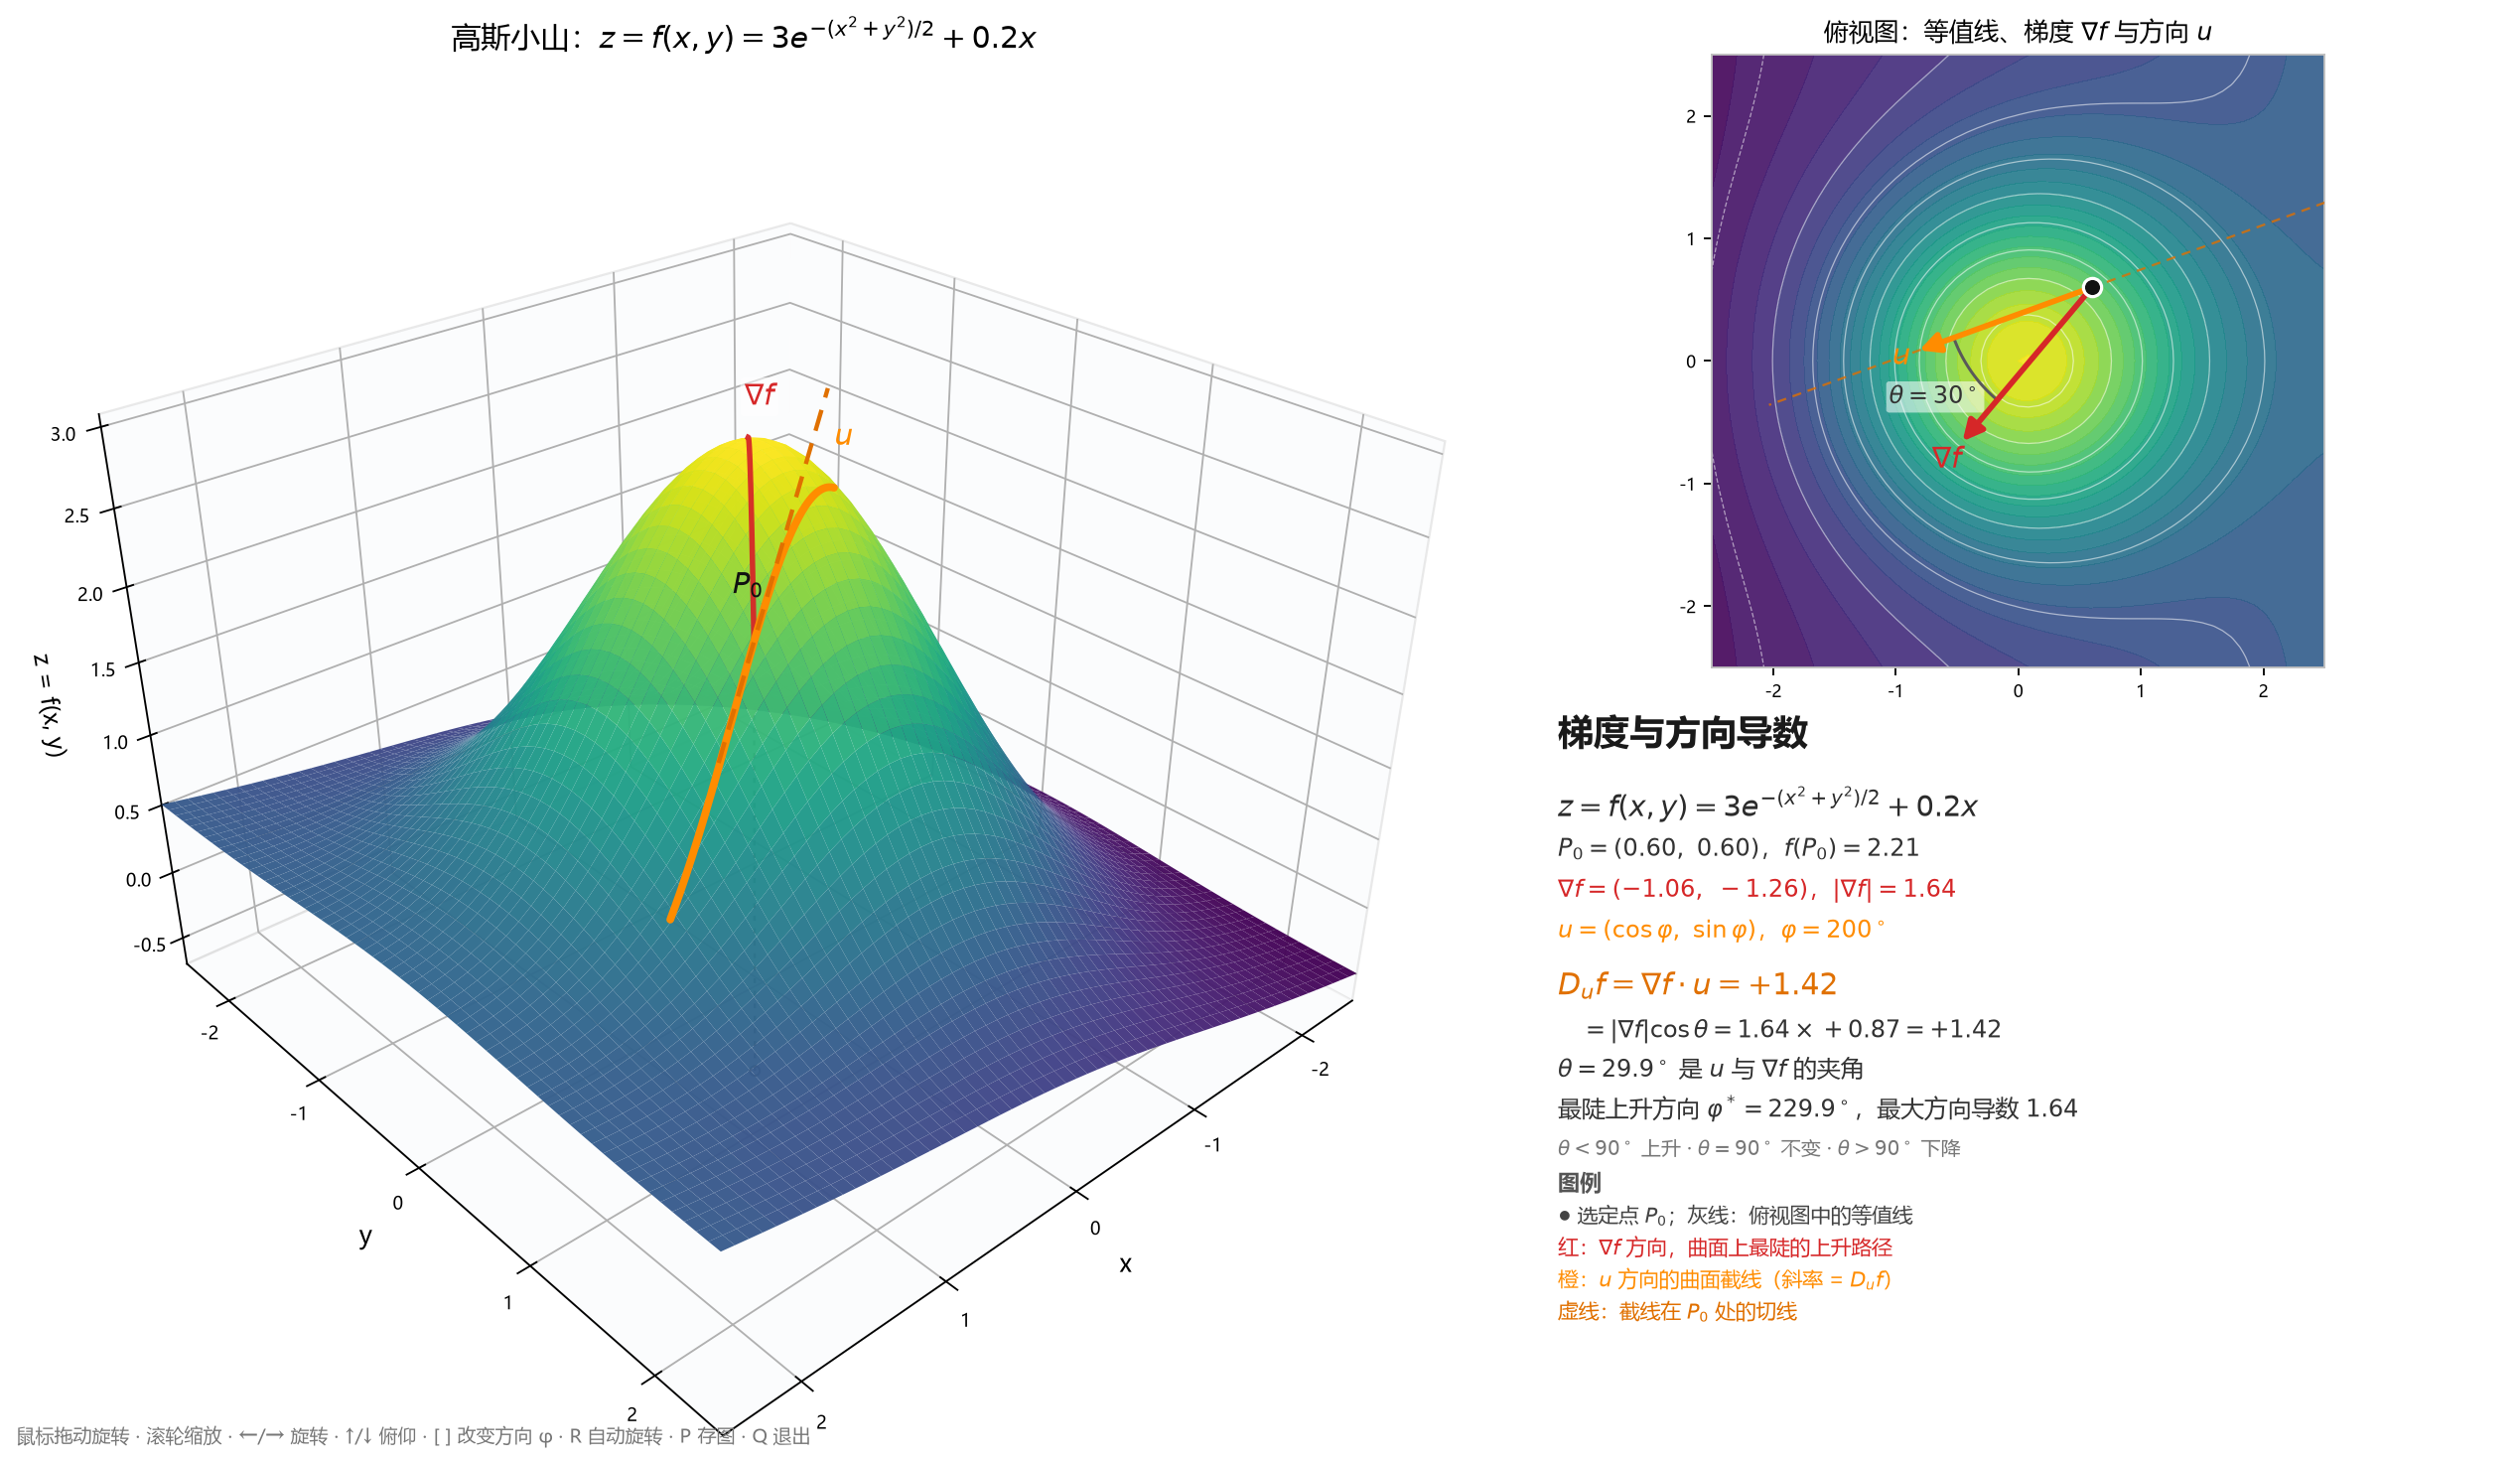 高斯小山：z = f(x, y) = 3e^{−(x² + y²)/2} + 0.2x
3.0
2.5
2.0
1.5
1.0
0.5
0.0
-0.5
z = f(x, y)
∇f
u
P₀
-2
-1
0
1
2
y
-2
-1
0
1
2
x
鼠标拖动旋转 · 滚轮缩放 · ←/→ 旋转 · ↑/↓ 俯仰 · [ ] 改变方向 φ · R 自动旋转 · P 存图 · Q 退出
俯视图：等值线、梯度 ∇f 与方向 u
2
1
0
-1
-2
u
θ = 30°
∇f
-2
-1
0
1
2
梯度与方向导数
z = f(x, y) = 3e^{−(x² + y²)/2} + 0.2x
P₀ = (0.60, 0.60)，f(P₀) = 2.21
∇f = (−1.06, −1.26)，|∇f| = 1.64
u = (cos φ, sin φ)，φ = 200°
D_u f = ∇f · u = +1.42
= |∇f|cos θ = 1.64 × +0.87 = +1.42
θ = 29.9° 是 u 与 ∇f 的夹角
最陡上升方向 φ* = 229.9°，最大方向导数 1.64
θ < 90° 上升 · θ = 90° 不变 · θ > 90° 下降
图例
● 选定点 P₀；灰线：俯视图中的等值线
红：∇f 方向，曲面上最陡的上升路径
橙：u 方向的曲面截线（斜率 = D_u f）
虚线：截线在 P₀ 处的切线